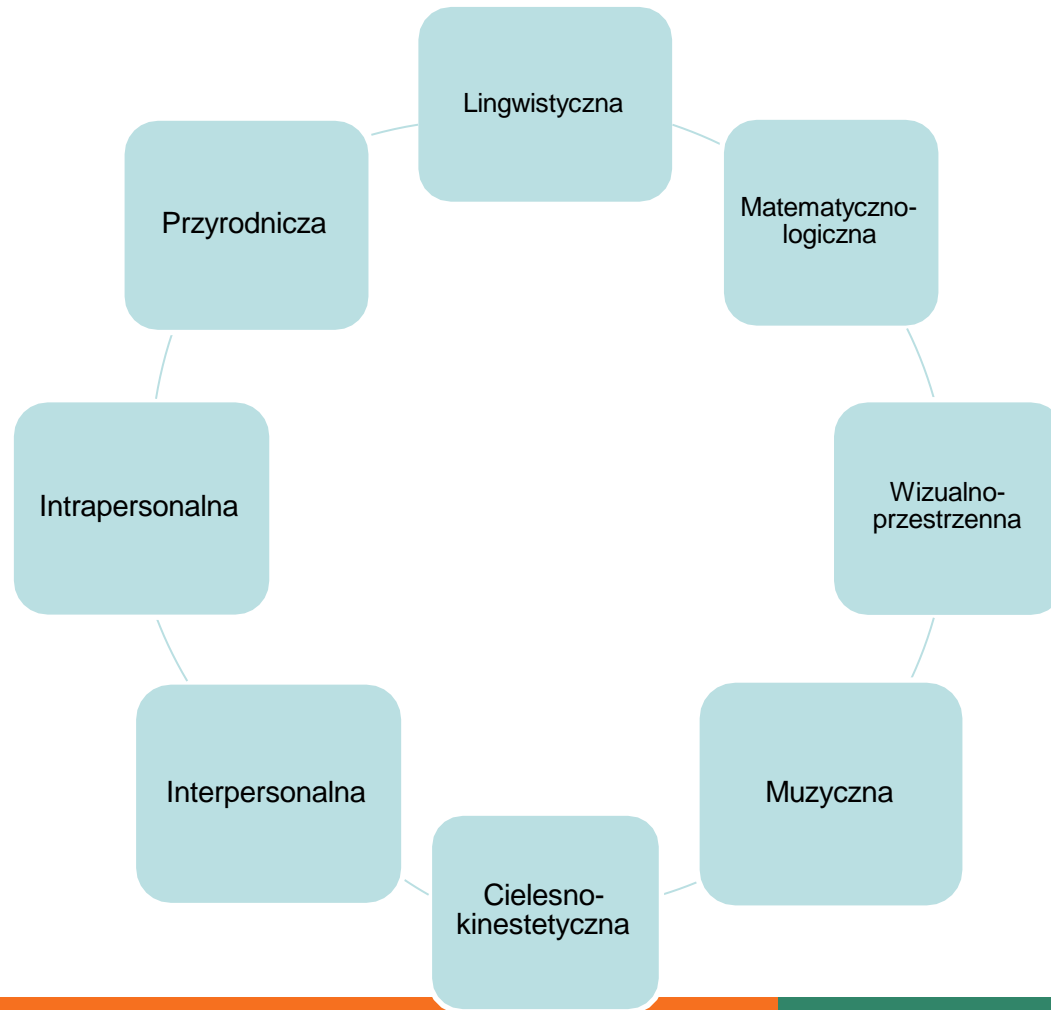 Lingwistyczna
Matematyczno-
logiczna
Wizualno-
przestrzenna
Muzyczna
Cielesno-
kinestetyczna
Interpersonalna
Intrapersonalna
Przyrodnicza